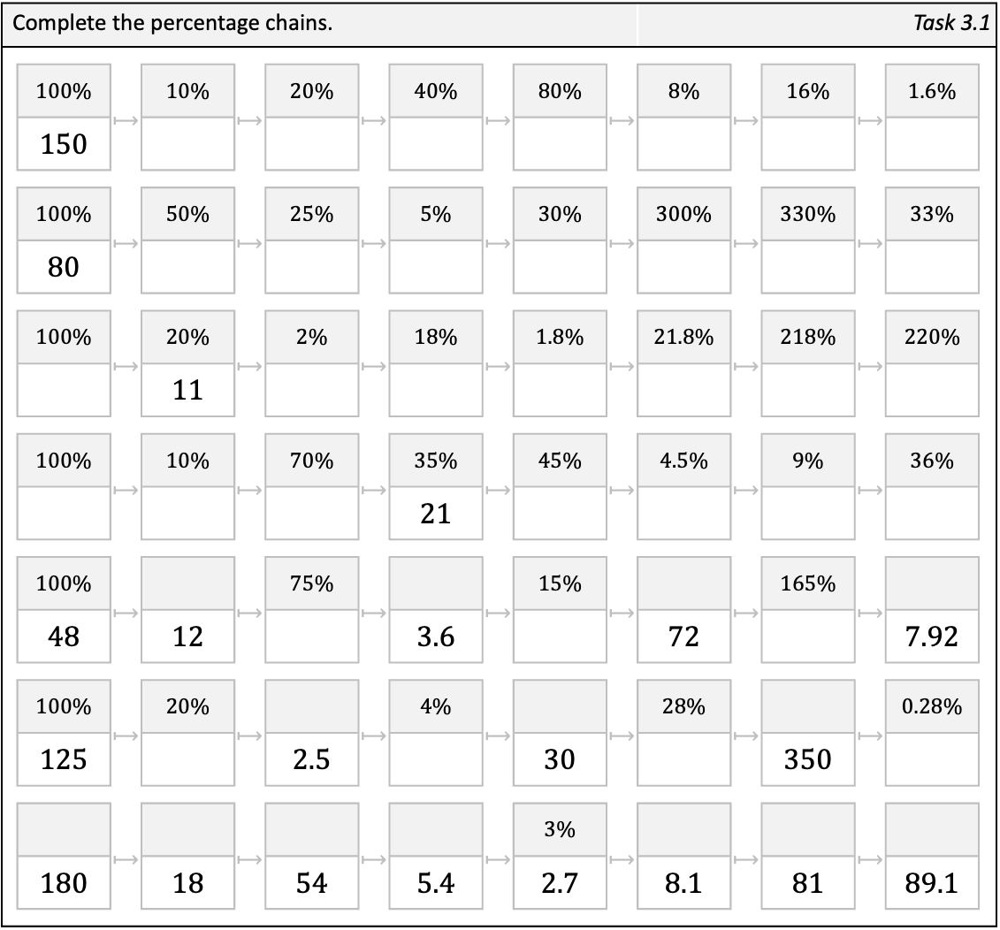 Complete the percentage chains. Task 3.1
100% 10% 20% 40% 80% 8% 16% 1.6%
150
100% 50% 25% 5% 30% 300% 330% 33%
80
100% 20% 2% 18% 1.8% 21.8% 218% 220%
11
100% 10% 70% 35% 45% 4.5% 9% 36%
21
100% 75% 15% 165%
48 12 3.6 72 7.92
100% 20% 4% 28% 0.28%
125 2.5 30 350
3%
180 18 54 5.4 2.7 8.1 81 89.1